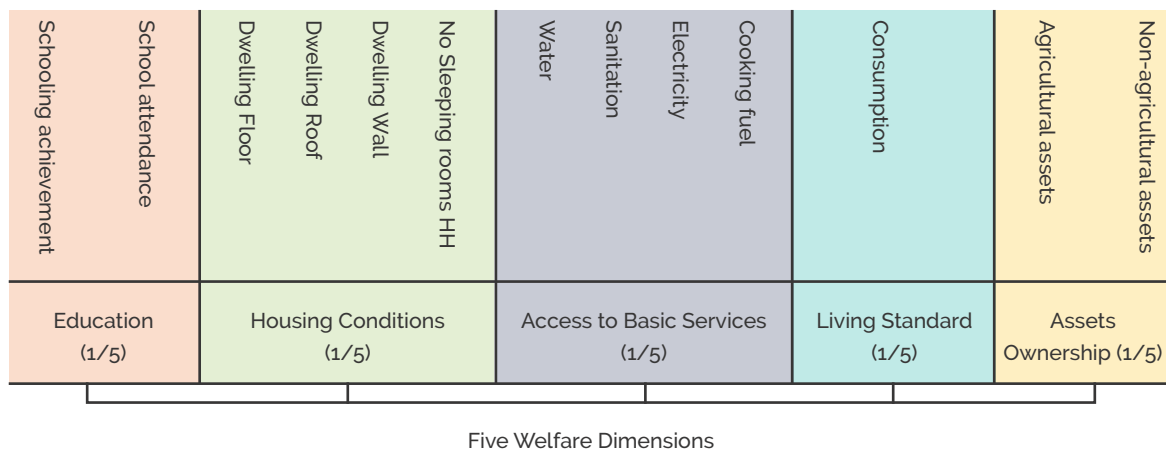 Schooling achievement
School attendance
Dwelling Floor
Dwelling Roof
Dwelling Wall
No Sleeping rooms HH
Water
Sanitation
Electricity
Cooking fuel
Consumption
Agricultural assets
Non-agricultural assets
Education
(1/5)
Housing Conditions
(1/5)
Access to Basic Services
(1/5)
Living Standard
(1/5)
Assets
Ownership (1/5)
Five Welfare Dimensions